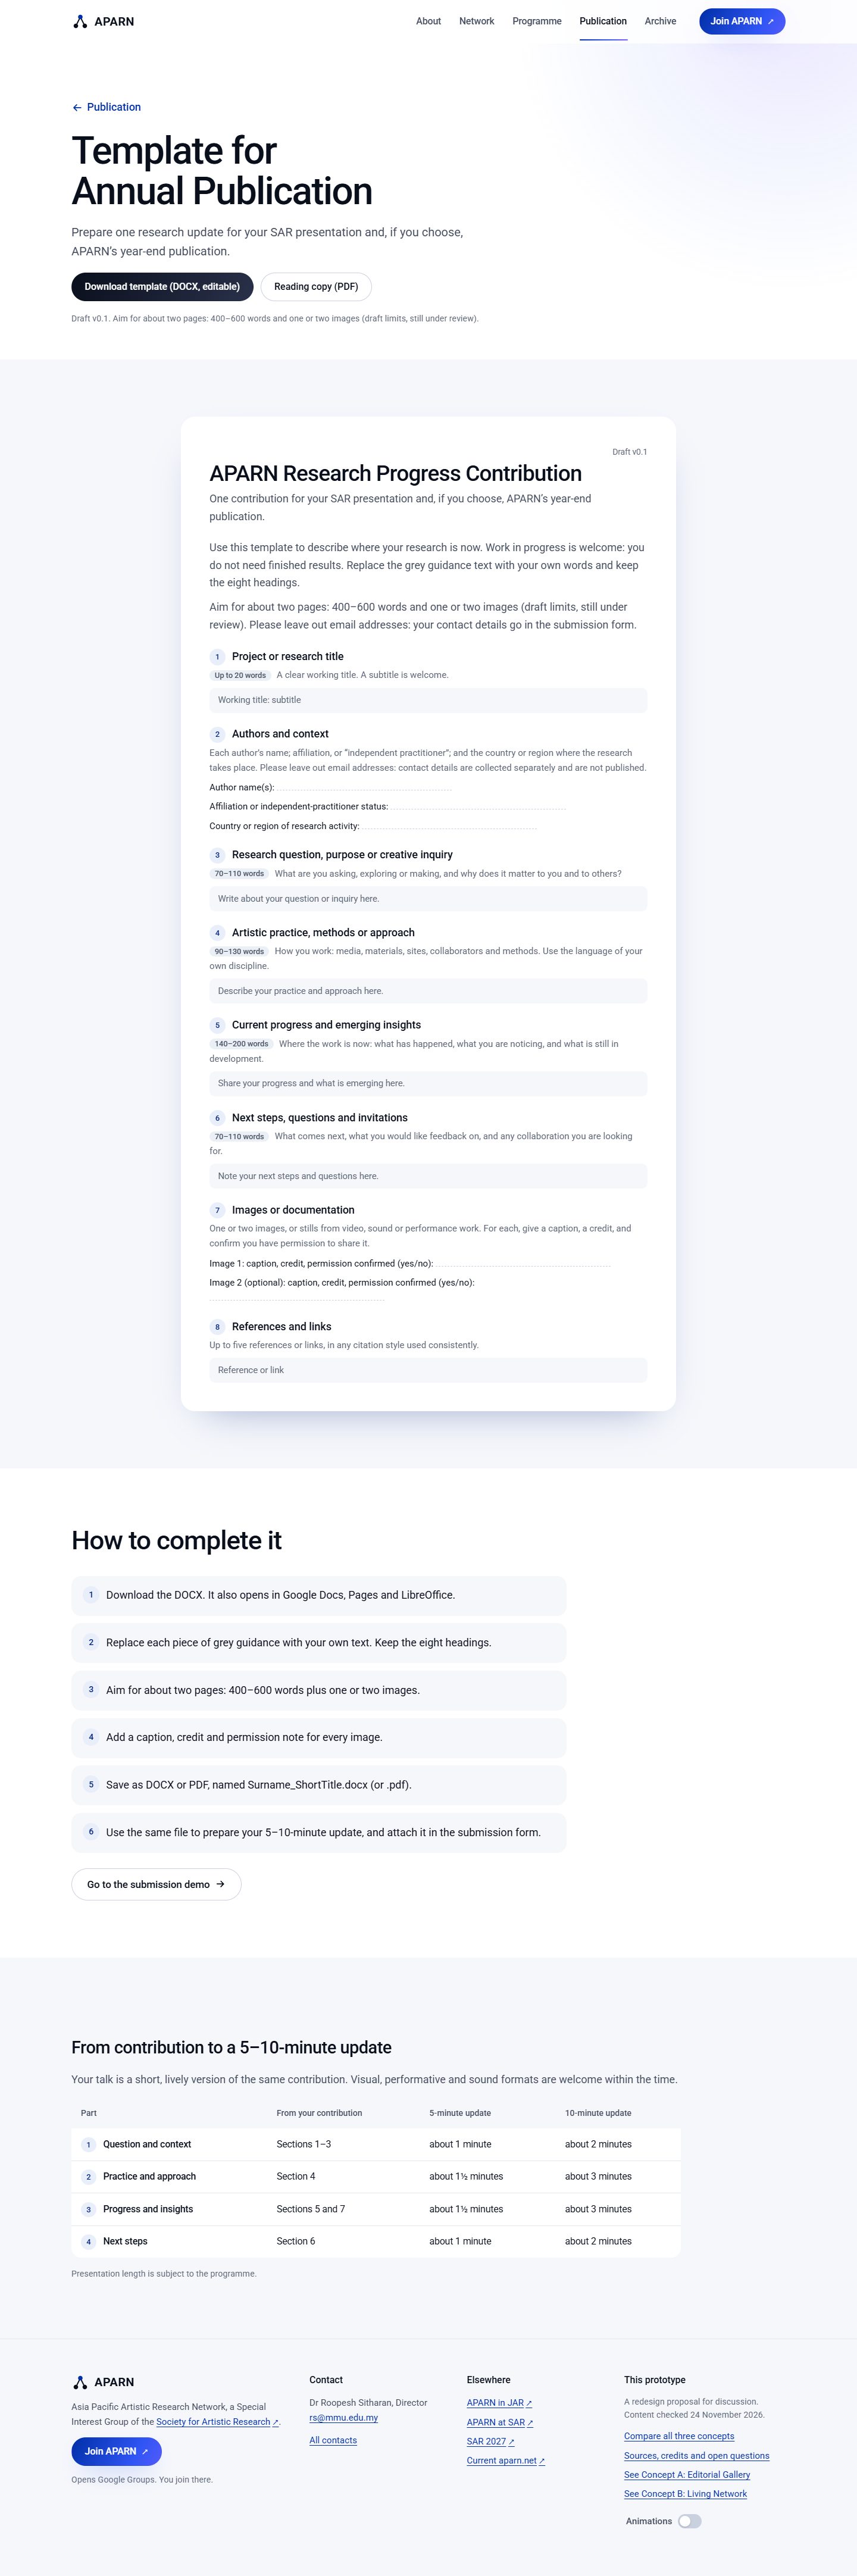 APARN
About Network Programme Publication Archive Join APARN ↗
← Publication
Template for
Annual Publication
Prepare one research update for your SAR presentation and, if you choose,
APARN’s year-end publication.
Download template (DOCX, editable) Reading copy (PDF)
Draft v0.1. Aim for about two pages: 400–600 words and one or two images (draft limits, still under review).
Draft v0.1
APARN Research Progress Contribution
One contribution for your SAR presentation and, if you choose, APARN’s year-end
publication.
Use this template to describe where your research is now. Work in progress is welcome: you
do not need finished results. Replace the grey guidance text with your own words and keep
the eight headings.
Aim for about two pages: 400–600 words and one or two images (draft limits, still under
review). Please leave out email addresses: your contact details go in the submission form.
1 Project or research title
Up to 20 words A clear working title. A subtitle is welcome.
Working title: subtitle
2 Authors and context
Each author’s name; affiliation, or “independent practitioner”; and the country or region where the research
takes place. Please leave out email addresses: contact details are collected separately and are not published.
Author name(s):
Affiliation or independent-practitioner status:
Country or region of research activity:
3 Research question, purpose or creative inquiry
70–110 words What are you asking, exploring or making, and why does it matter to you and to others?
Write about your question or inquiry here.
4 Artistic practice, methods or approach
90–130 words How you work: media, materials, sites, collaborators and methods. Use the language of your
own discipline.
Describe your practice and approach here.
5 Current progress and emerging insights
140–200 words Where the work is now: what has happened, what you are noticing, and what is still in
development.
Share your progress and what is emerging here.
6 Next steps, questions and invitations
70–110 words What comes next, what you would like feedback on, and any collaboration you are looking
for.
Note your next steps and questions here.
7 Images or documentation
One or two images, or stills from video, sound or performance work. For each, give a caption, a credit, and
confirm you have permission to share it.
Image 1: caption, credit, permission confirmed (yes/no):
Image 2 (optional): caption, credit, permission confirmed (yes/no):
8 References and links
Up to five references or links, in any citation style used consistently.
Reference or link
How to complete it
1 Download the DOCX. It also opens in Google Docs, Pages and LibreOffice.
2 Replace each piece of grey guidance with your own text. Keep the eight headings.
3 Aim for about two pages: 400–600 words plus one or two images.
4 Add a caption, credit and permission note for every image.
5 Save as DOCX or PDF, named Surname_ShortTitle.docx (or .pdf).
6 Use the same file to prepare your 5–10-minute update, and attach it in the submission form.
Go to the submission demo →
From contribution to a 5–10-minute update
Your talk is a short, lively version of the same contribution. Visual, performative and sound formats are welcome within the time.
Part From your contribution 5-minute update 10-minute update
1 Question and context Sections 1–3 about 1 minute about 2 minutes
2 Practice and approach Section 4 about 1½ minutes about 3 minutes
3 Progress and insights Sections 5 and 7 about 1½ minutes about 3 minutes
4 Next steps Section 6 about 1 minute about 2 minutes
Presentation length is subject to the programme.
APARN
Asia Pacific Artistic Research Network, a Special
Interest Group of the Society for Artistic Research ↗.
Join APARN ↗
Opens Google Groups. You join there.
Contact
Dr Roopesh Sitharan, Director
rs@mmu.edu.my
All contacts
Elsewhere
APARN in JAR ↗
APARN at SAR ↗
SAR 2027 ↗
Current aparn.net ↗
This prototype
A redesign proposal for discussion.
Content checked 24 November 2026.
Compare all three concepts
Sources, credits and open questions
See Concept A: Editorial Gallery
See Concept B: Living Network
Animations